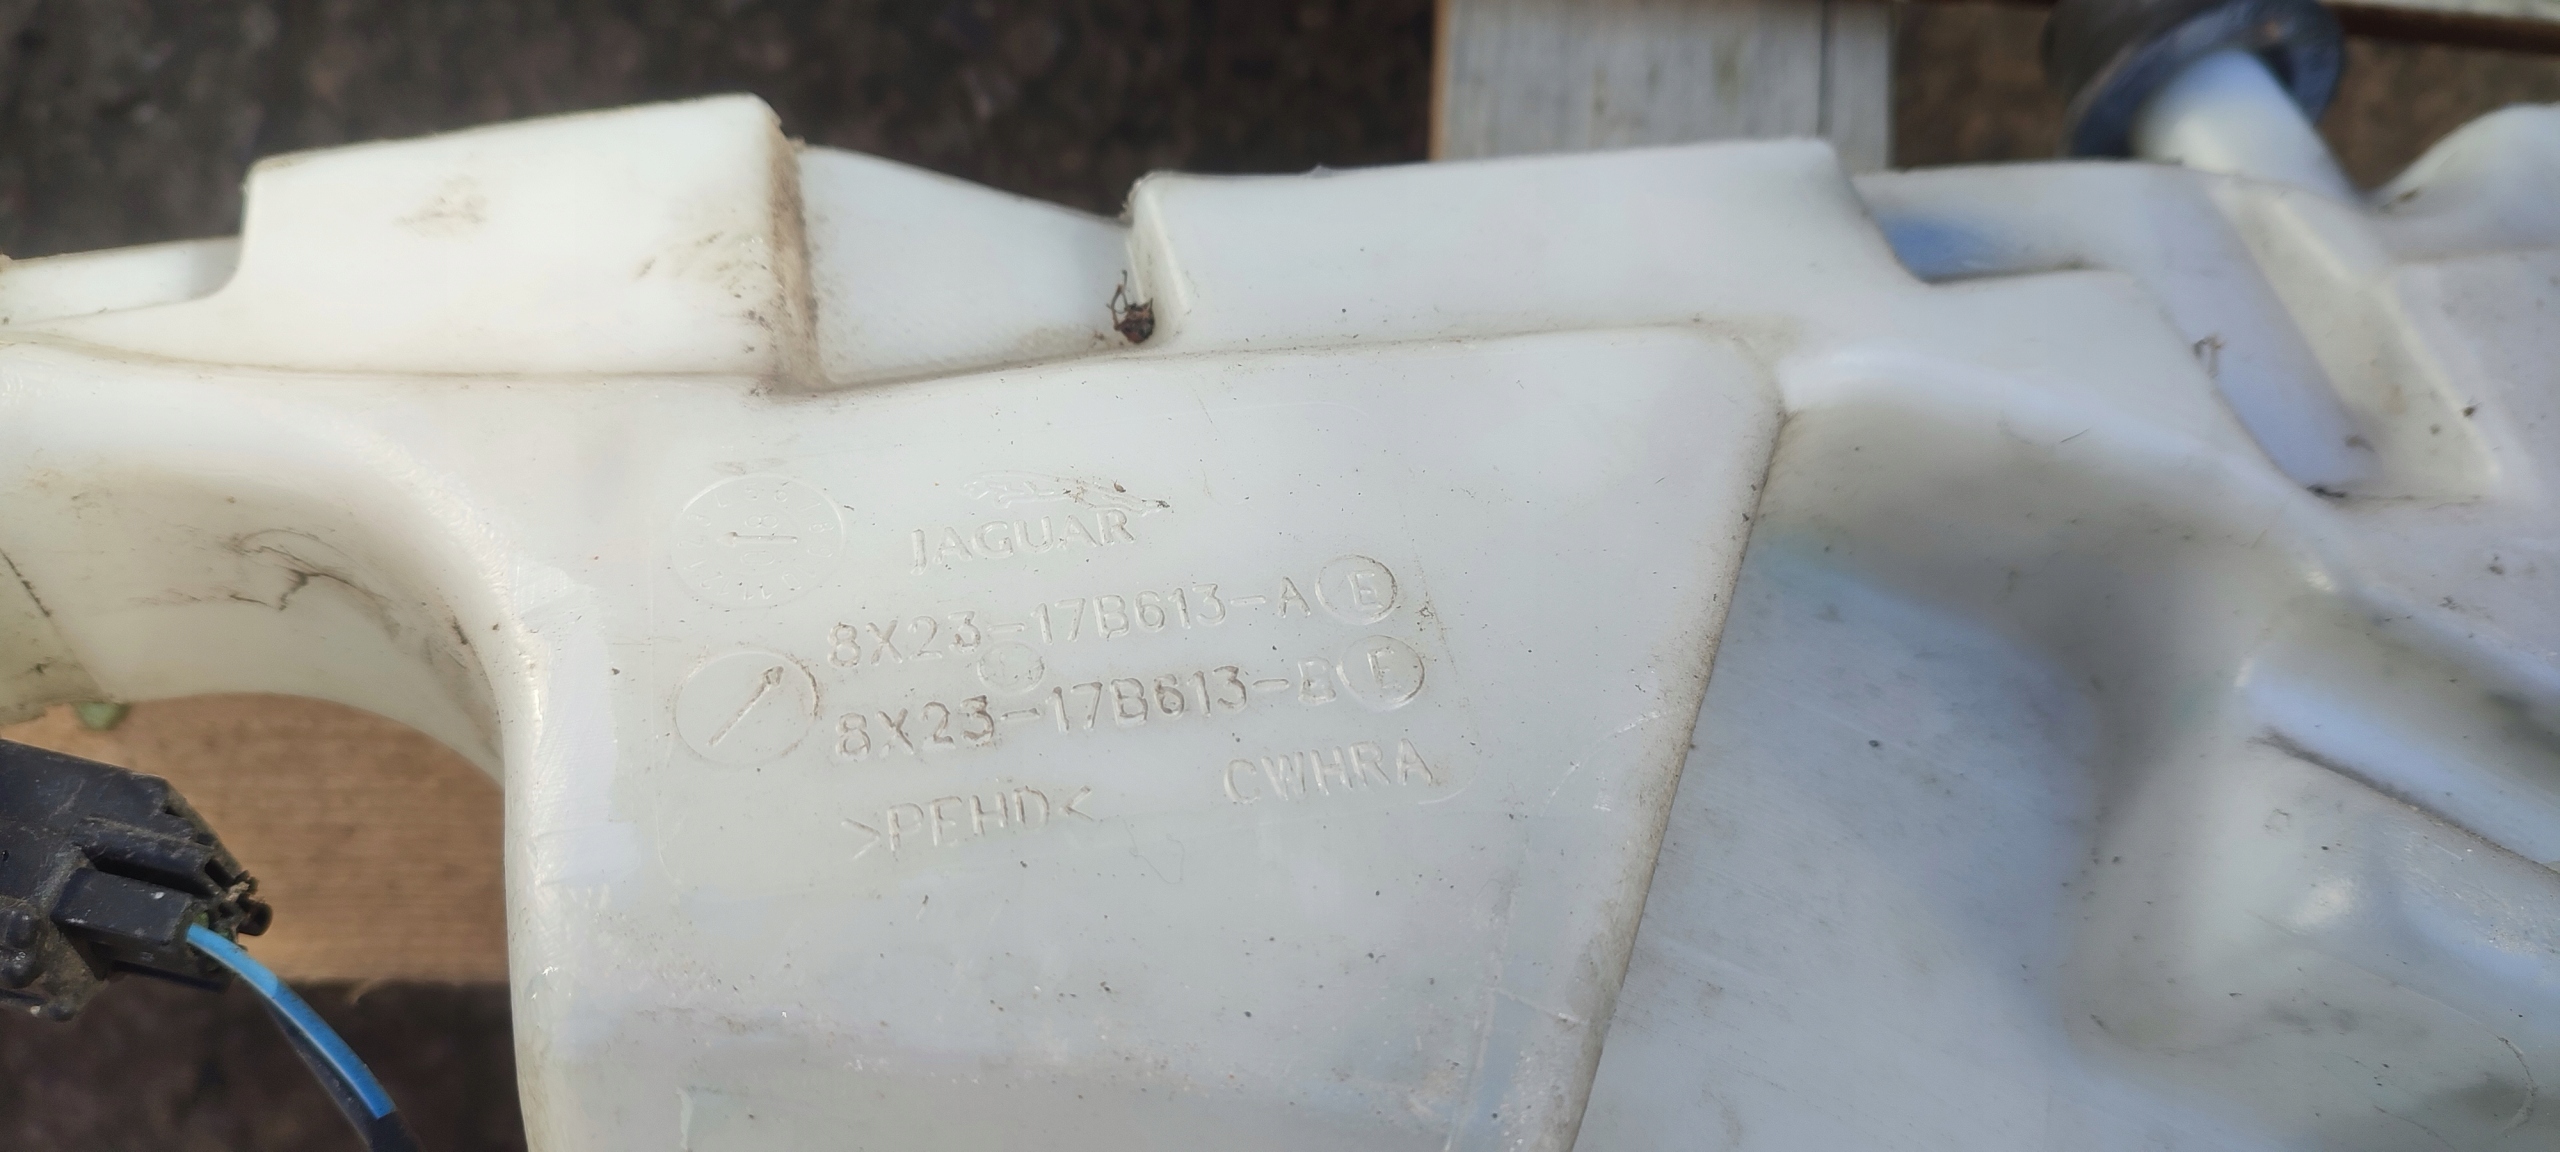 JAGUAR
8X23-17B613-A E
8X23-17B613-B E
>PEHD< CWHRA